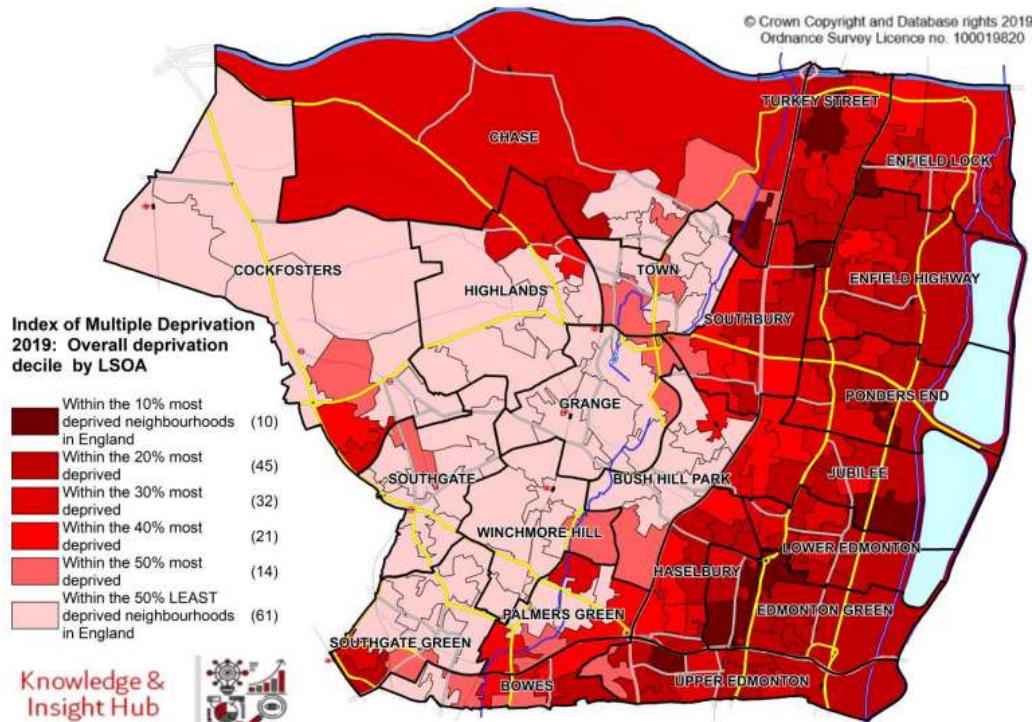 © Crown Copyright and Database rights 2019
Ordnance Survey Licence no. 100019820
TURKEY STREET
CHASE
ENFIELD LOCK
COCKFOSTERS
TOWN
HIGHLANDS
ENFIELD HIGHWAY
SOUTHBURY
Index of Multiple Deprivation
2019: Overall deprivation
decile by LSOA
PONDERS END
GRANGE
Within the 10% most
deprived neighbourhoods (10)
in England
Within the 20% most (45)
deprived
Within the 30% most (32)
deprived
Within the 40% most (21)
deprived
Within the 50% most (14)
deprived
Within the 50% LEAST
deprived neighbourhoods (61)
in England
SOUTHGATE
BUSH HILL PARK
JUBILEE
WINCHMORE HILL
LOWER EDMONTON
HASELBURY
EDMONTON GREEN
PALMERS GREEN
SOUTHGATE GREEN
UPPER EDMONTON
BOWES
Knowledge &
Insight Hub